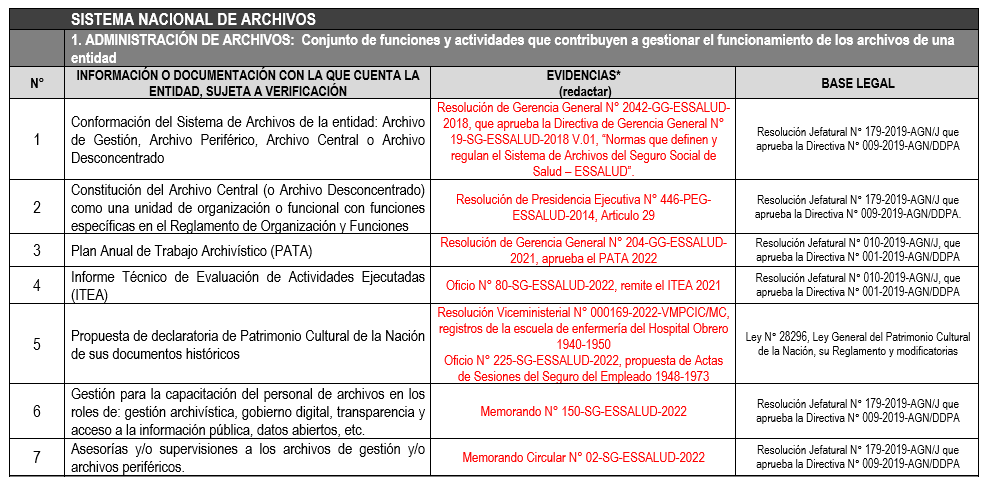 SISTEMA NACIONAL DE ARCHIVOS
1. ADMINISTRACIÓN DE ARCHIVOS: Conjunto de funciones y actividades que contribuyen a gestionar el funcionamiento de los archivos de una
entidad
N°
INFORMACIÓN O DOCUMENTACIÓN CON LA QUE CUENTA LA
ENTIDAD, SUJETA A VERIFICACIÓN
EVIDENCIAS*
(redactar)
BASE LEGAL
1
Conformación del Sistema de Archivos de la entidad: Archivo
de Gestión, Archivo Periférico, Archivo Central o Archivo
Desconcentrado
Resolución de Gerencia General N° 2042-GG-ESSALUD-
2018, que aprueba la Directiva de Gerencia General N°
19-SG-ESSALUD-2018 V.01, “Normas que definen y
regulan el Sistema de Archivos del Seguro Social de
Salud – ESSALUD”.
Resolución Jefatural N° 179-2019-AGN/J que
aprueba la Directiva N° 009-2019-AGN/DDPA
2
Constitución del Archivo Central (o Archivo Desconcentrado)
como una unidad de organización o funcional con funciones
específicas en el Reglamento de Organización y Funciones
Resolución de Presidencia Ejecutiva N° 446-PEG-
ESSALUD-2014, Articulo 29
Resolución Jefatural N° 179-2019-AGN/J que
aprueba la Directiva N° 009-2019-AGN/DDPA.
3
Plan Anual de Trabajo Archivístico (PATA)
Resolución de Gerencia General N° 204-GG-ESSALUD-
2021, aprueba el PATA 2022
Resolución Jefatural N° 010-2019-AGN/J, que
aprueba la Directiva N° 001-2019-AGN/DDPA
4
Informe Técnico de Evaluación de Actividades Ejecutadas
(ITEA)
Oficio N° 80-SG-ESSALUD-2022, remite el ITEA 2021
Resolución Jefatural N° 010-2019-AGN/J, que
aprueba la Directiva N° 001-2019-AGN/DDPA
5
Propuesta de declaratoria de Patrimonio Cultural de la Nación
de sus documentos históricos
Resolución Viceministerial N° 000169-2022-VMPCIC/MC,
registros de la escuela de enfermería del Hospital Obrero
1940-1950
Oficio N° 225-SG-ESSALUD-2022, propuesta de Actas
de Sesiones del Seguro del Empleado 1948-1973
Ley N° 28296, Ley General del Patrimonio Cultural
de la Nación, su Reglamento y modificatorias
6
Gestión para la capacitación del personal de archivos en los
roles de: gestión archivística, gobierno digital, transparencia y
acceso a la información pública, datos abiertos, etc.
Memorando N° 150-SG-ESSALUD-2022
Resolución Jefatural N° 179-2019-AGN/J que
aprueba la Directiva N° 009-2019-AGN/DDPA
7
Asesorías y/o supervisiones a los archivos de gestión y/o
archivos periféricos.
Memorando Circular N° 02-SG-ESSALUD-2022
Resolución Jefatural N° 179-2019-AGN/J que
aprueba la Directiva N° 009-2019-AGN/DDPA